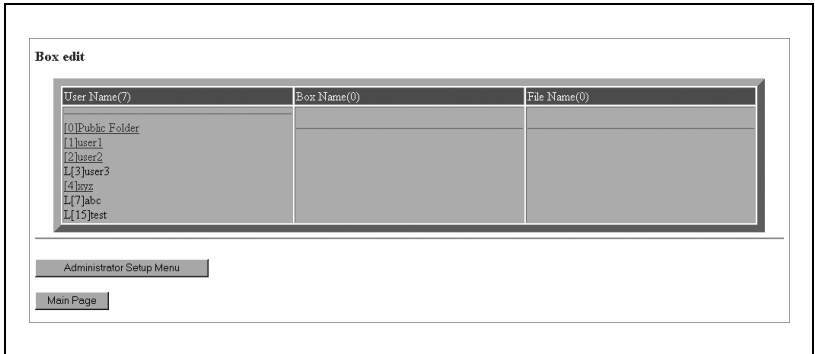 Box edit
User Name(7) Box Name(0) File Name(0)
[0]Public Folder
[1]user1
[2]user2
L[3]user3
[4]xyz
L[7]abc
L[15]test
Administrator Setup Menu
Main Page